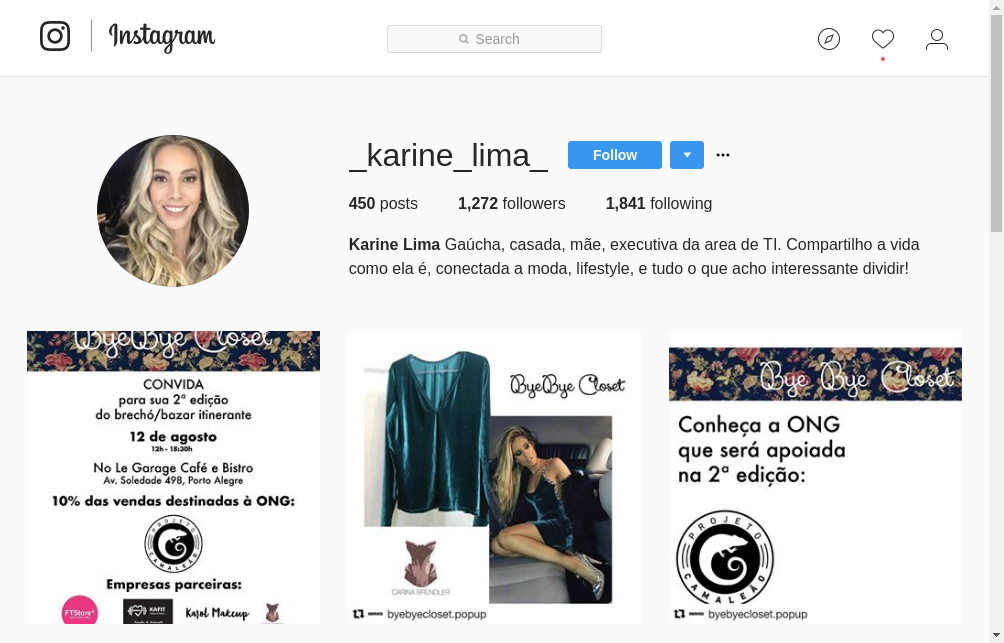 Instagram
Search
_karine_lima_
Follow
450 posts
1,272 followers
1,841 following
Karine Lima Gaúcha, casada, mãe, executiva da area de TI. Compartilho a vida
como ela é, conectada a moda, lifestyle, e tudo o que acho interessante dividir!
ByeBye Closet
CONVIDA
para sua 2ª edição
do brechó/bazar itinerante
12 de agosto
12h - 18:30h
No Le Garage Café e Bistro
Av. Soledade 498, Porto Alegre
10% das vendas destinadas à ONG:
PROJETO
CAMALEÃO
Empresas parceiras:
FTStore
KAFIT
Karol Makeup
ByeBye Closet
CARINA BRENDLER
byebyecloset.popup
Bye Bye Closet
Conheça a ONG
que será apoiada
na 2ª edição:
PROJETO
CAMALEÃO
byebyecloset.popup